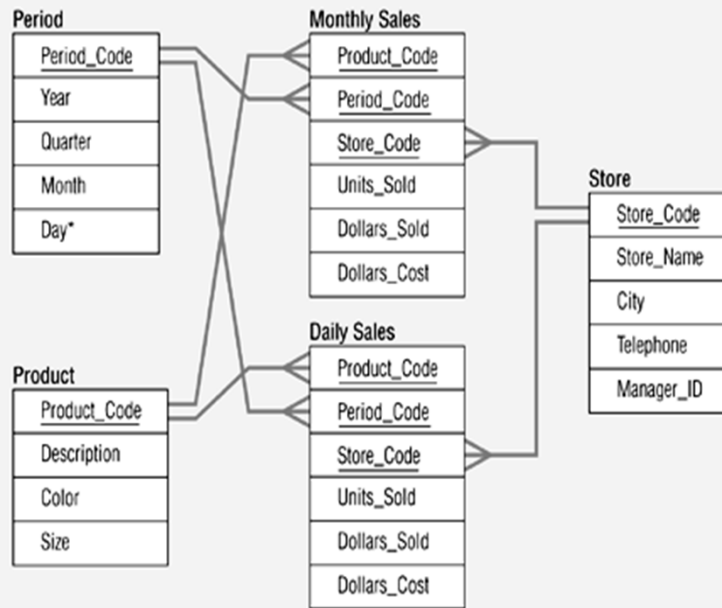 Period
Period_Code
Year
Quarter
Month
Day*
Product
Product_Code
Description
Color
Size
Monthly Sales
Product_Code
Period_Code
Store_Code
Units_Sold
Dollars_Sold
Dollars_Cost
Daily Sales
Product_Code
Period_Code
Store_Code
Units_Sold
Dollars_Sold
Dollars_Cost
Store
Store_Code
Store_Name
City
Telephone
Manager_ID